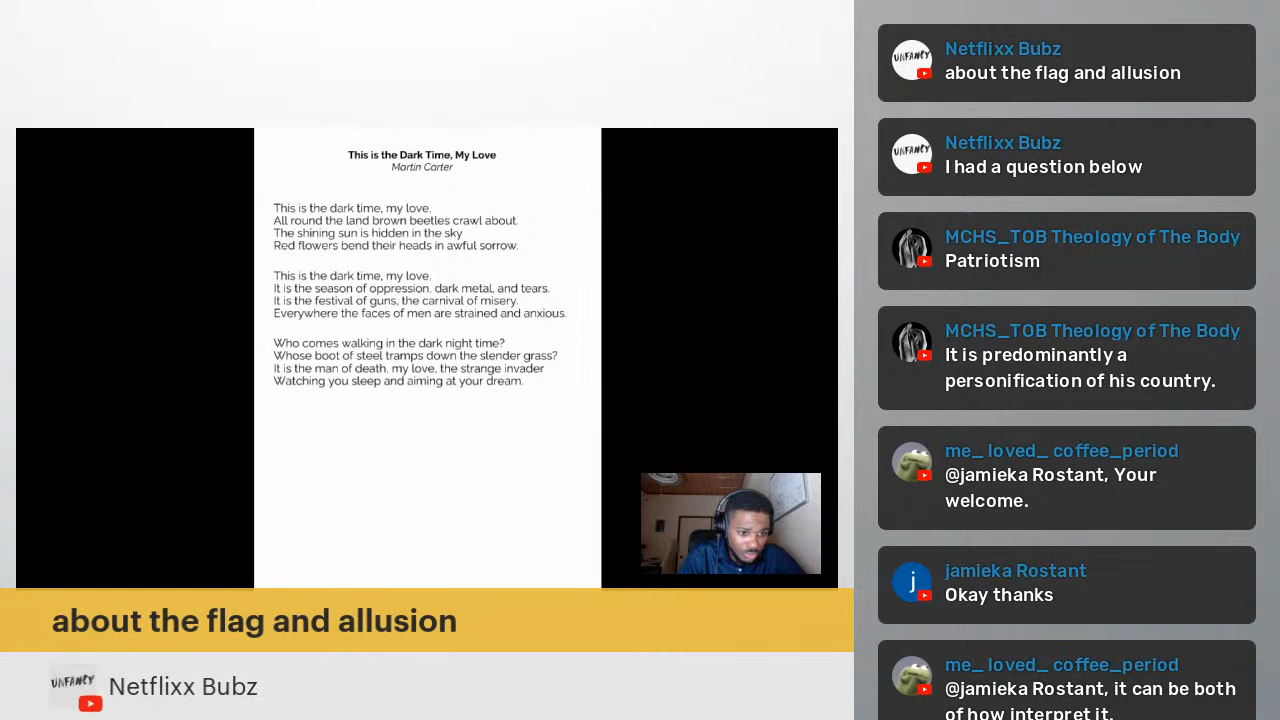 This is the Dark Time, My Love
Martin Carter
This is the dark time, my love,
All round the land brown beetles crawl about.
The shining sun is hidden in the sky
Red flowers bend their heads in awful sorrow.
This is the dark time, my love,
It is the season of oppression, dark metal, and tears.
It is the festival of guns, the carnival of misery.
Everywhere the faces of men are strained and anxious.
Who comes walking in the dark night time?
Whose boot of steel tramps down the slender grass?
It is the man of death, my love, the strange invader
Watching you sleep and aiming at your dream.
about the flag and allusion
UNFANCY
Netflixx Bubz
UNFANCY
Netflixx Bubz
about the flag and allusion
UNFANCY
Netflixx Bubz
I had a question below
MCHS_TOB Theology of The Body
Patriotism
MCHS_TOB Theology of The Body
It is predominantly a
personification of his country.
me_ loved_ coffee_period
@jamieka Rostant, Your
welcome.
j
jamieka Rostant
Okay thanks
me_ loved_ coffee_period
@jamieka Rostant, it can be both
of how interpret it.